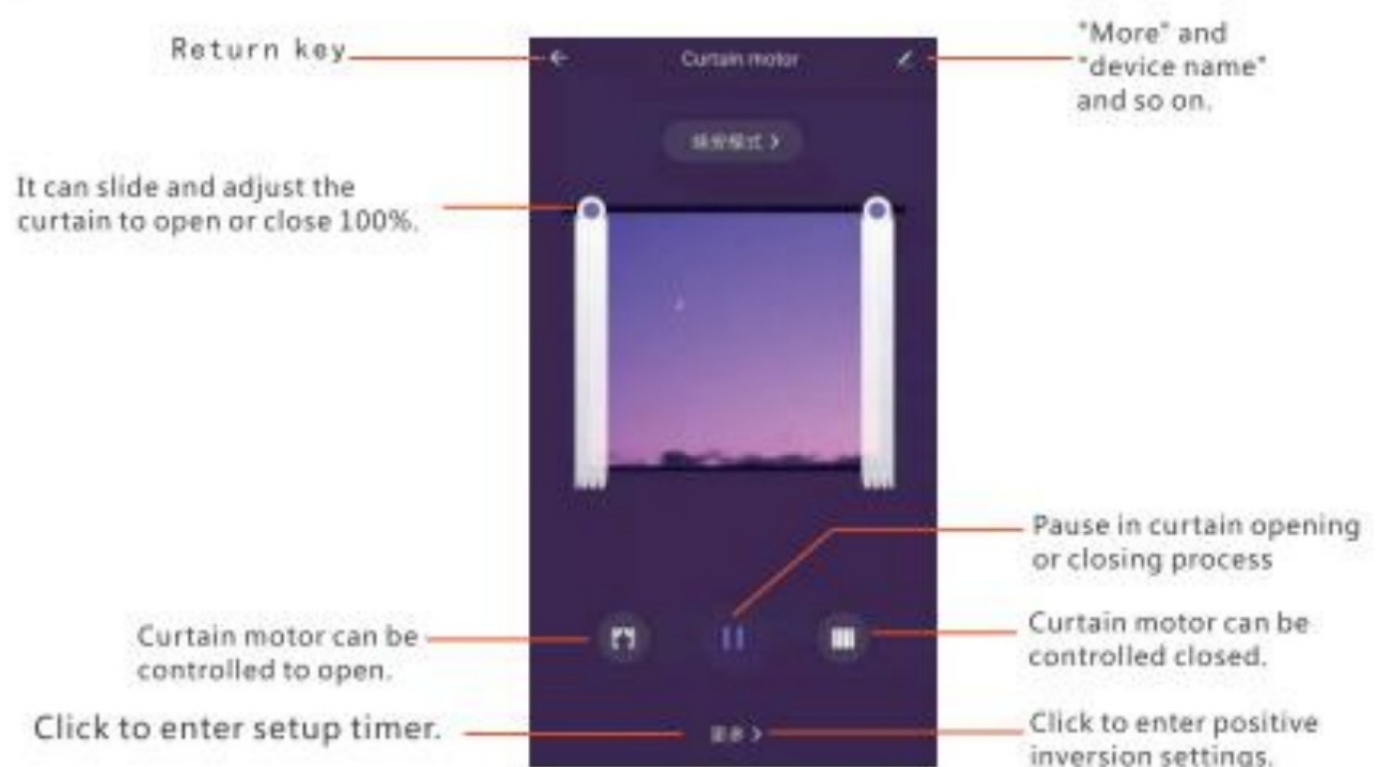 Return key
Curtain motor
"More" and
"device name"
and so on.
It can slide and adjust the
curtain to open or close 100%.
Pause in curtain opening
or closing process
Curtain motor can be
controlled to open.
Curtain motor can be
controlled closed.
Click to enter setup timer.
更多
Click to enter positive
inversion settings.